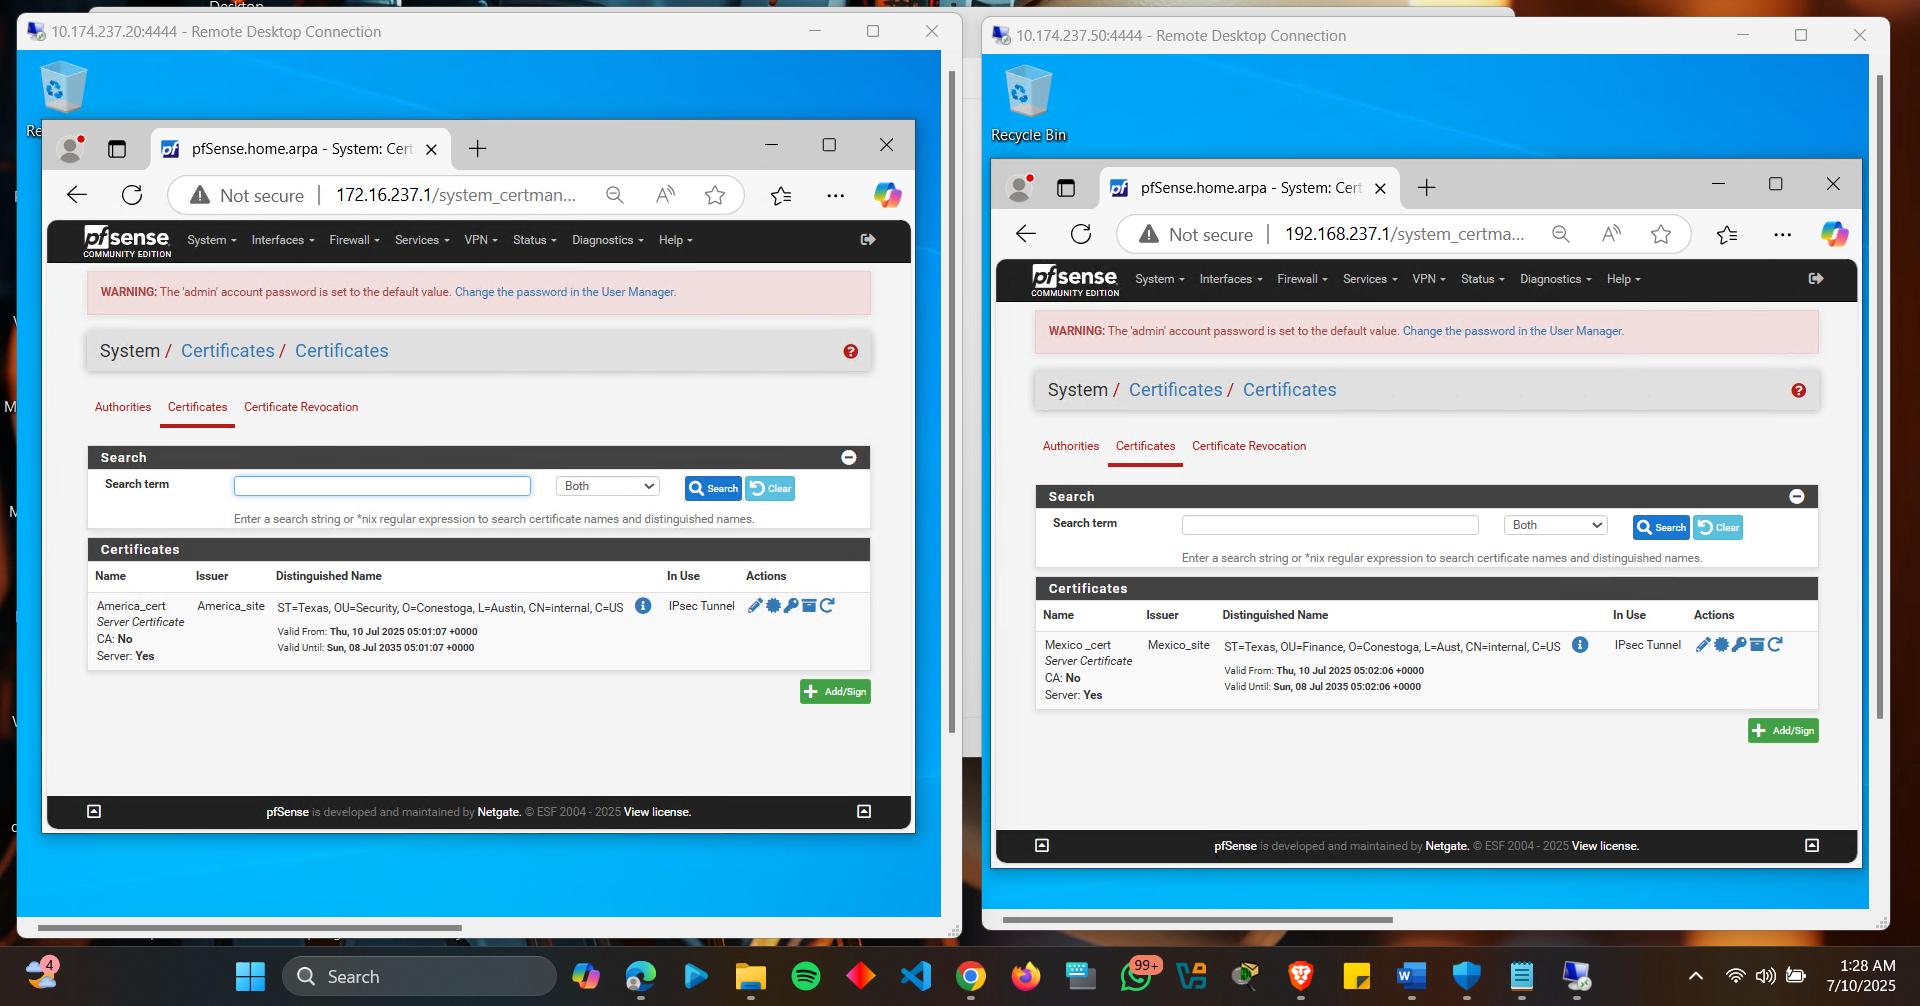 Desktop
10.174.237.20:4444 - Remote Desktop Connection
pfSense.home.arpa - System: Cert
Not secure
172.16.237.1/system_certman...
pfsense
COMMUNITY EDITION
System
Interfaces
Firewall
Services
VPN
Status
Diagnostics
Help
WARNING: The 'admin' account password is set to the default value. Change the password in the User Manager.
System / Certificates / Certificates
Authorities
Certificates
Certificate Revocation
Search
Search term
Both
Search
Clear
Enter a search string or *nix regular expression to search certificate names and distinguished names.
Certificates
Name
Issuer
Distinguished Name
In Use
Actions
America_cert
Server Certificate
CA: No
Server: Yes
America_site
ST=Texas, OU=Security, O=Conestoga, L=Austin, CN=internal, C=US
Valid From: Thu, 10 Jul 2025 05:01:07 +0000
Valid Until: Sun, 08 Jul 2035 05:01:07 +0000
IPsec Tunnel
Add/Sign
pfSense is developed and maintained by Netgate. © ESF 2004 - 2025 View license.
10.174.237.50:4444 - Remote Desktop Connection
Recycle Bin
pfSense.home.arpa - System: Cert
Not secure
192.168.237.1/system_certma...
pfsense
COMMUNITY EDITION
System
Interfaces
Firewall
Services
VPN
Status
Diagnostics
Help
WARNING: The 'admin' account password is set to the default value. Change the password in the User Manager.
System / Certificates / Certificates
Authorities
Certificates
Certificate Revocation
Search
Search term
Both
Search
Clear
Enter a search string or *nix regular expression to search certificate names and distinguished names.
Certificates
Name
Issuer
Distinguished Name
In Use
Actions
Mexico _cert
Server Certificate
CA: No
Server: Yes
Mexico_site
ST=Texas, OU=Finance, O=Conestoga, L=Aust, CN=internal, C=US
Valid From: Thu, 10 Jul 2025 05:02:06 +0000
Valid Until: Sun, 08 Jul 2035 05:02:06 +0000
IPsec Tunnel
Add/Sign
pfSense is developed and maintained by Netgate. © ESF 2004 - 2025 View license.
4
Search
99+
1:28 AM
7/10/2025